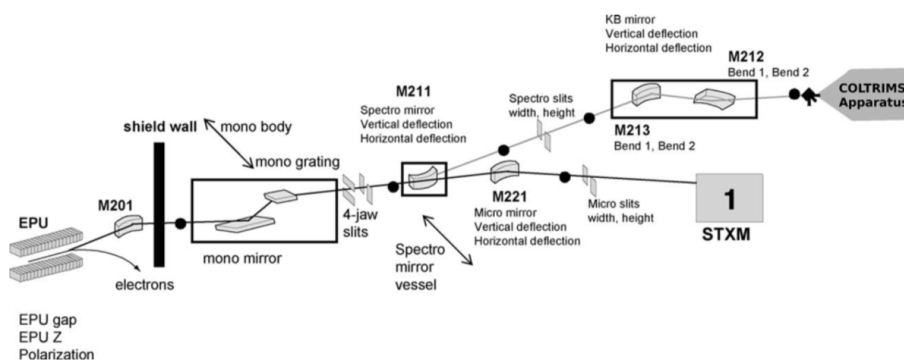 KB mirror
Vertical deflection
Horizontal deflection
M212
Bend 1, Bend 2
COLTRIMS
Apparatus
M211
Spectro mirror
Vertical deflection
Horizontal deflection
Spectro slits
width, height
M213
Bend 1, Bend 2
shield wall
mono body
mono grating
M201
EPU
4-jaw
slits
M221
Micro mirror
Vertical deflection
Horizontal deflection
Micro slits
width, height
1
STXM
mono mirror
electrons
Spectro
mirror
vessel
EPU gap
EPU Z
Polarization